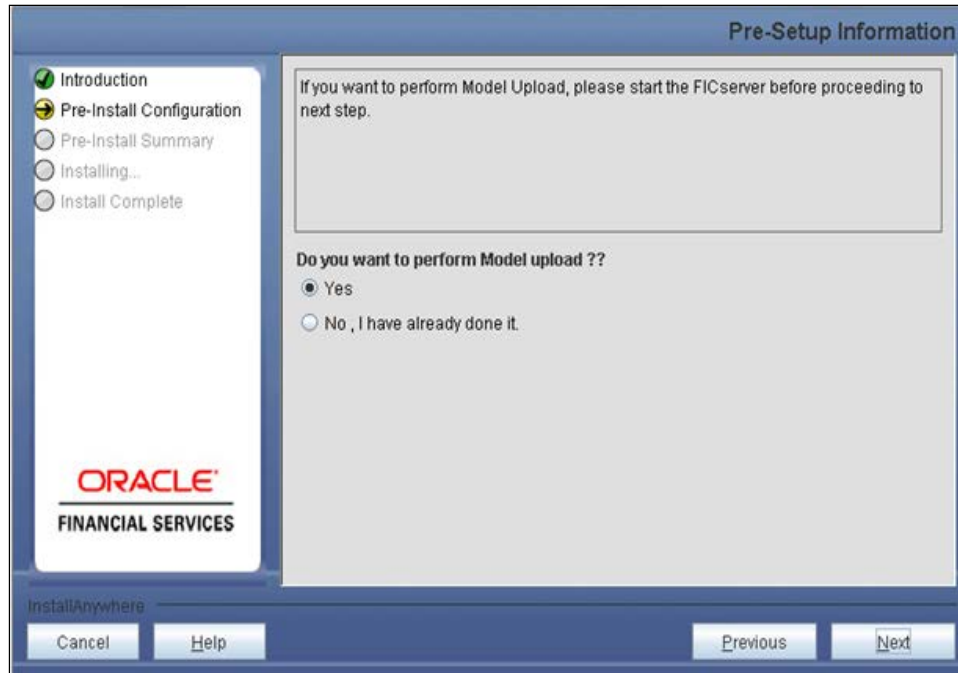 Pre-Setup Information
Introduction
Pre-Install Configuration
Pre-Install Summary
Installing...
Install Complete
ORACLE
FINANCIAL SERVICES
If you want to perform Model Upload, please start the FICserver before proceeding to
next step.
Do you want to perform Model upload ??
Yes
No , I have already done it.
InstallAnywhere
Cancel
Help
Previous
Next